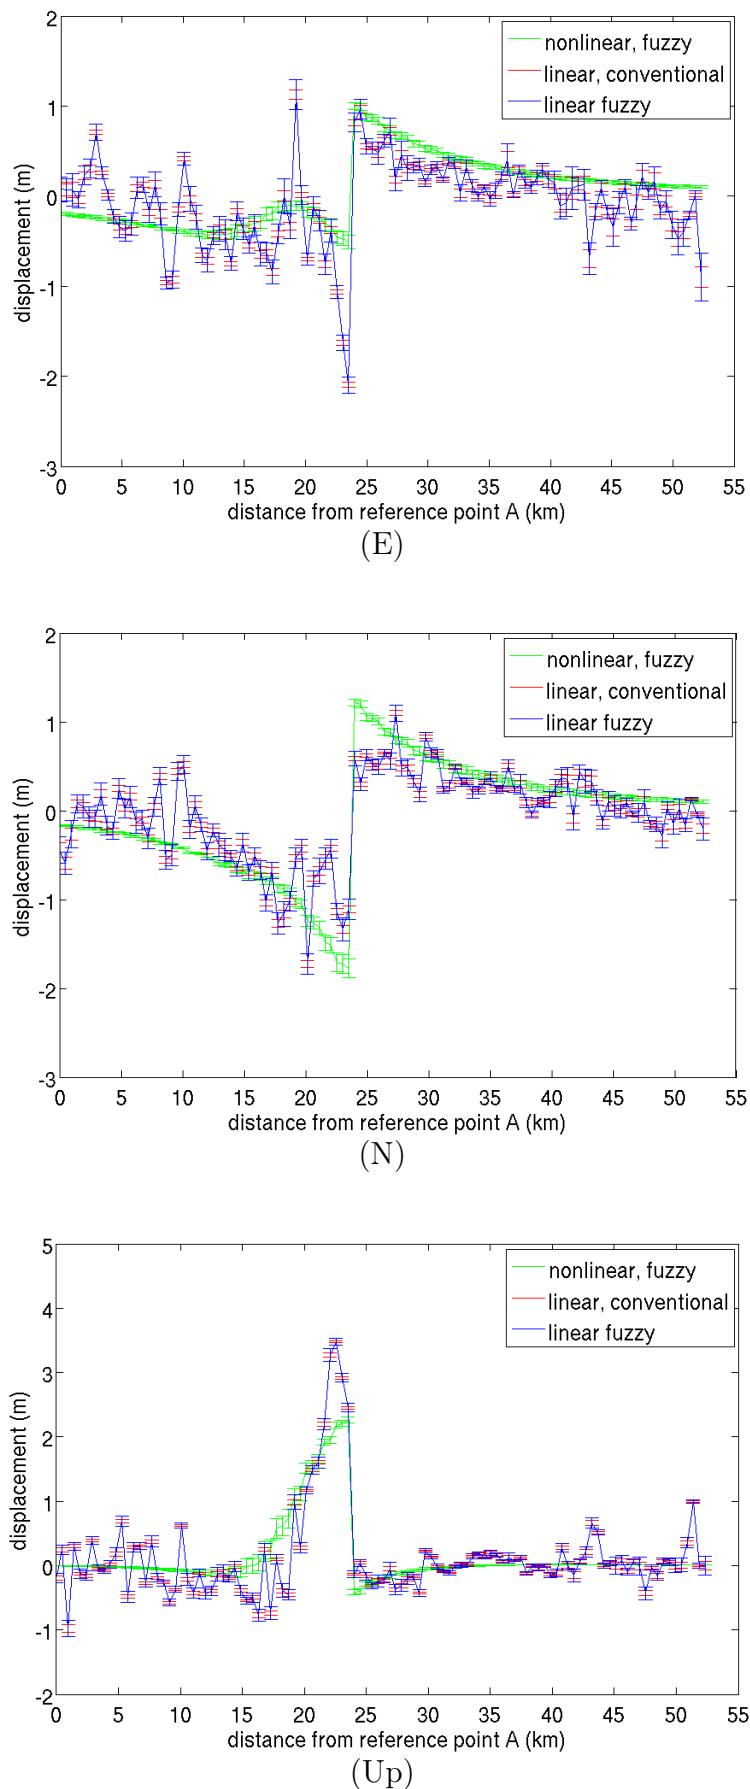 2
1
0
-1
-2
-3
displacement (m)
nonlinear, fuzzy
linear, conventional
linear fuzzy
0 5 10 15 20 25 30 35 40 45 50 55
distance from reference point A (km)
(E)
2
1
0
-1
-2
-3
displacement (m)
nonlinear, fuzzy
linear, conventional
linear fuzzy
0 5 10 15 20 25 30 35 40 45 50 55
distance from reference point A (km)
(N)
5
4
3
2
1
0
-1
-2
displacement (m)
nonlinear, fuzzy
linear, conventional
linear fuzzy
0 5 10 15 20 25 30 35 40 45 50 55
distance from reference point A (km)
(Up)